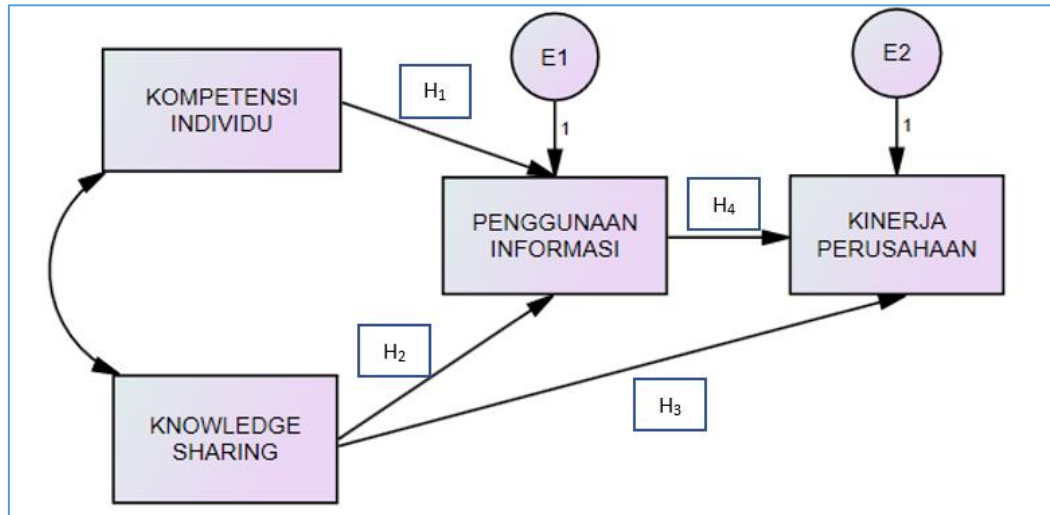 KOMPETENSI
INDIVIDU
H₁
E1
1
E2
1
PENGGUNAAN
INFORMASI
H₄
KINERJA
PERUSAHAAN
H₂
H₃
KNOWLEDGE
SHARING